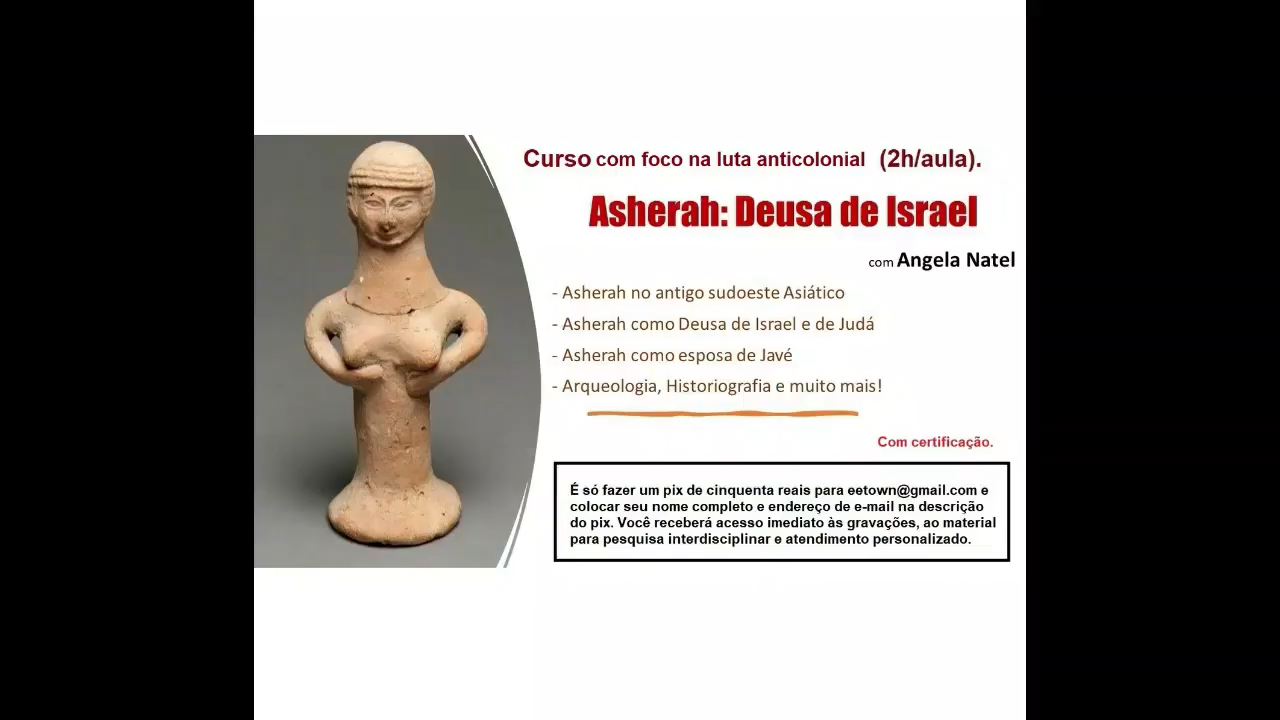 Curso com foco na luta anticolonial (2h/aula).
Asherah: Deusa de Israel
com Angela Natel
- Asherah no antigo sudoeste Asiático
- Asherah como Deusa de Israel e de Judá
- Asherah como esposa de Javé
- Arqueologia, Historiografia e muito mais!
Com certificação.
É só fazer um pix de cinquenta reais para eetown@gmail.com e
colocar seu nome completo e endereço de e-mail na descrição
do pix. Você receberá acesso imediato às gravações, ao material
para pesquisa interdisciplinar e atendimento personalizado.